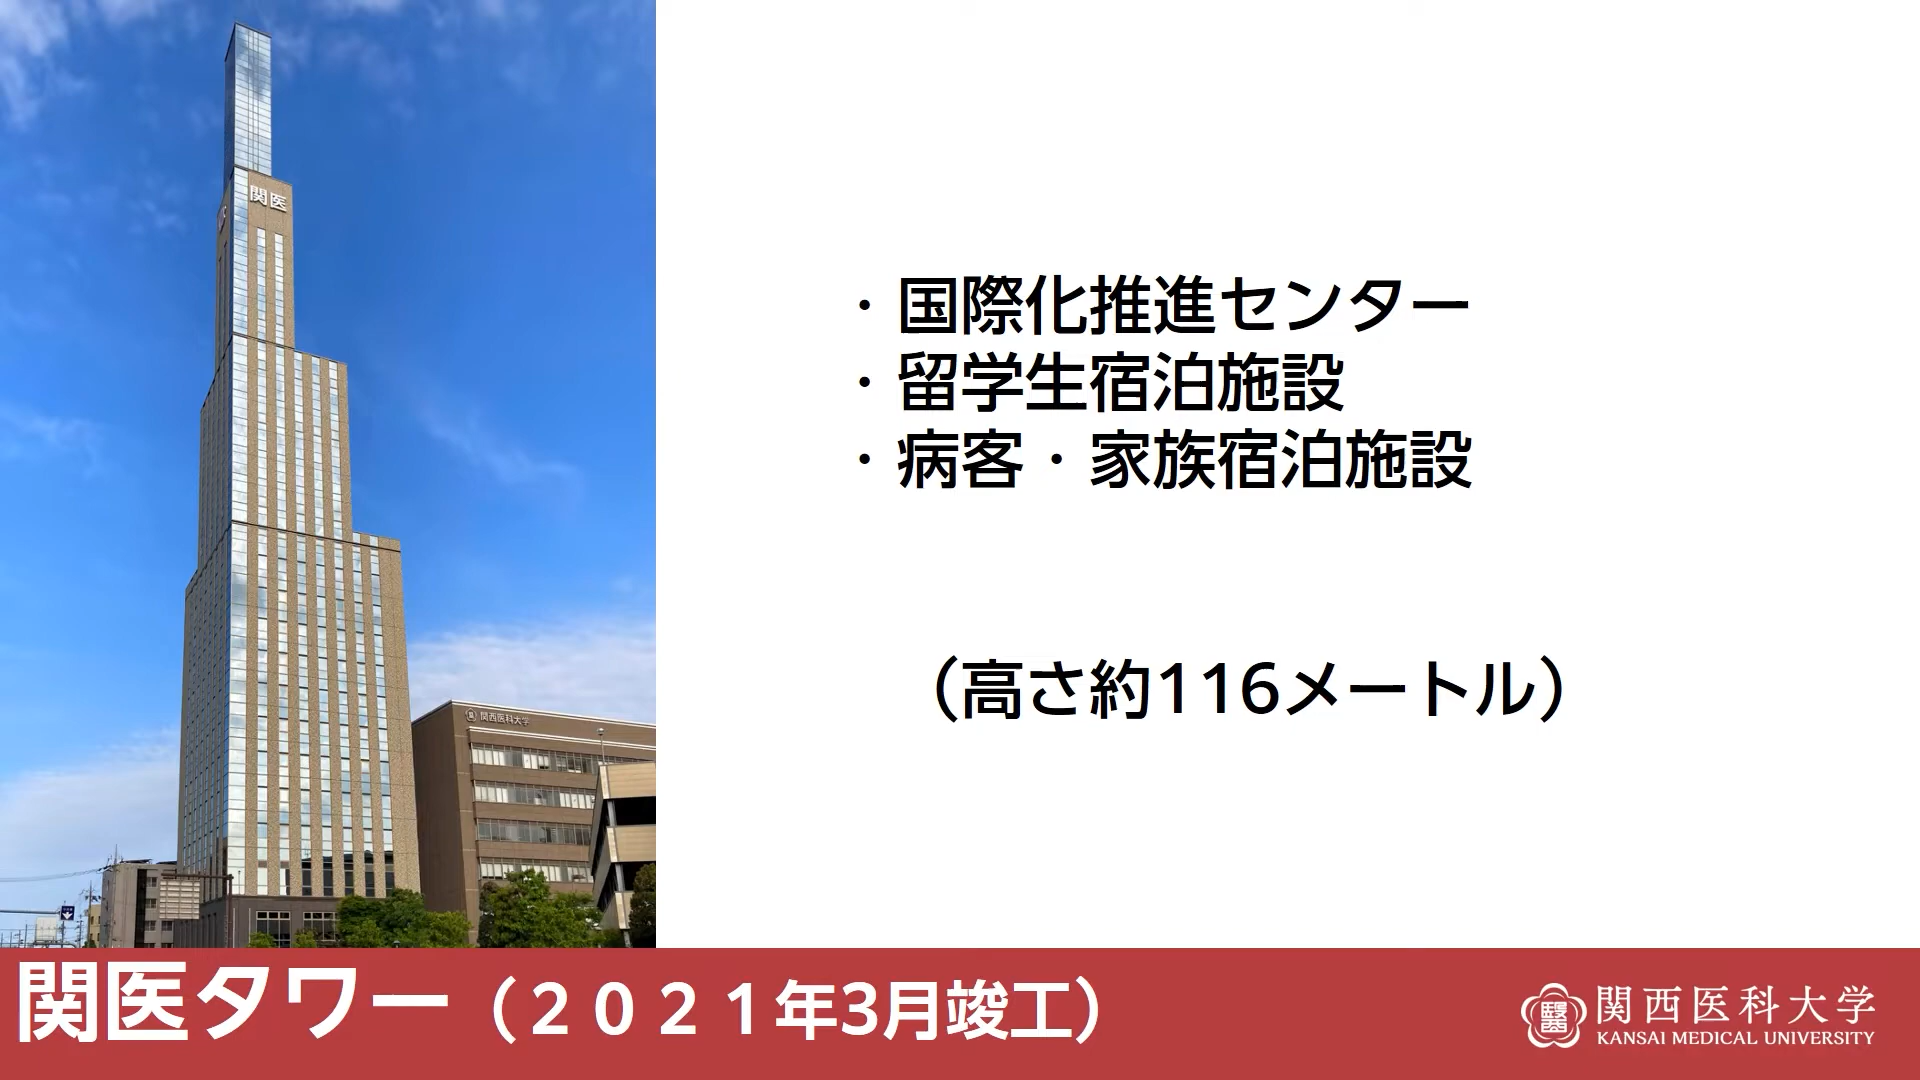 関医
関西医科大学
・国際化推進センター
・留学生宿泊施設
・病客・家族宿泊施設
（高さ約116メートル）
関医タワー（２０２１年3月竣工）
関西医科大学
KANSAI MEDICAL UNIVERSITY